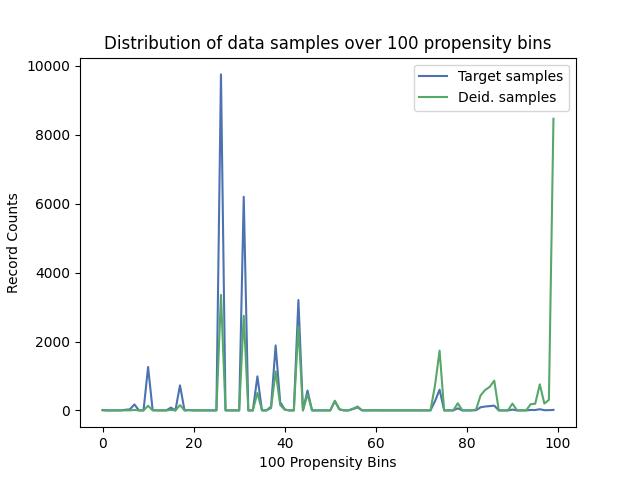 Distribution of data samples over 100 propensity bins
Target samples
Deid. samples
Record Counts
10000
8000
6000
4000
2000
0
0 20 40 60 80 100
100 Propensity Bins